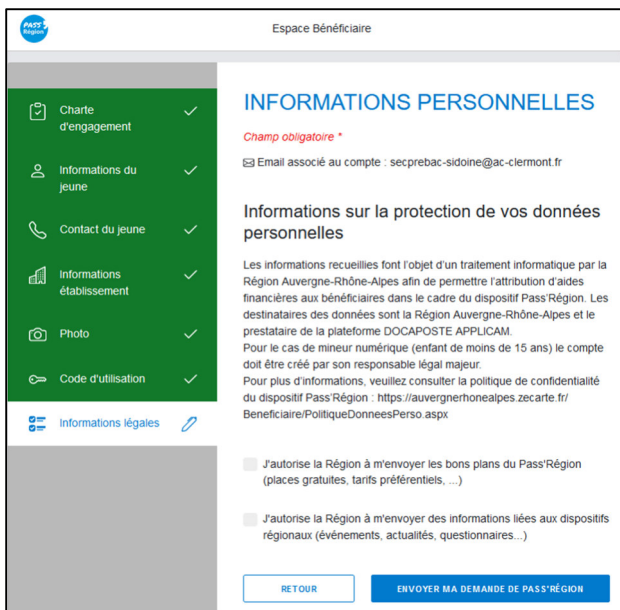 PASS'
Région
Espace Bénéficiaire
Charte
d'engagement
Informations du
jeune
Contact du jeune
Informations
établissement
Photo
Code d'utilisation
Informations légales
INFORMATIONS PERSONNELLES
Champ obligatoire *
Email associé au compte : secprebac-sidoine@ac-clermont.fr
Informations sur la protection de vos données
personnelles
Les informations recueillies font l'objet d'un traitement informatique par la
Région Auvergne-Rhône-Alpes afin de permettre l'attribution d'aides
financières aux bénéficiaires dans le cadre du dispositif Pass'Région. Les
destinataires des données sont la Région Auvergne-Rhône-Alpes et le
prestataire de la plateforme DOCAPOSTE APPLICAM.
Pour le cas de mineur numérique (enfant de moins de 15 ans) le compte
doit être créé par son responsable légal majeur.
Pour plus d'informations, veuillez consulter la politique de confidentialité
du dispositif Pass'Région : https://auvergnerhonealpes.zecarte.fr/
Beneficiaire/PolitiqueDonneesPerso.aspx
J'autorise la Région à m'envoyer les bons plans du Pass'Région
(places gratuites, tarifs préférentiels, ...)
J'autorise la Région à m'envoyer des informations liées aux dispositifs
régionaux (événements, actualités, questionnaires...)
RETOUR
ENVOYER MA DEMANDE DE PASS'RÉGION